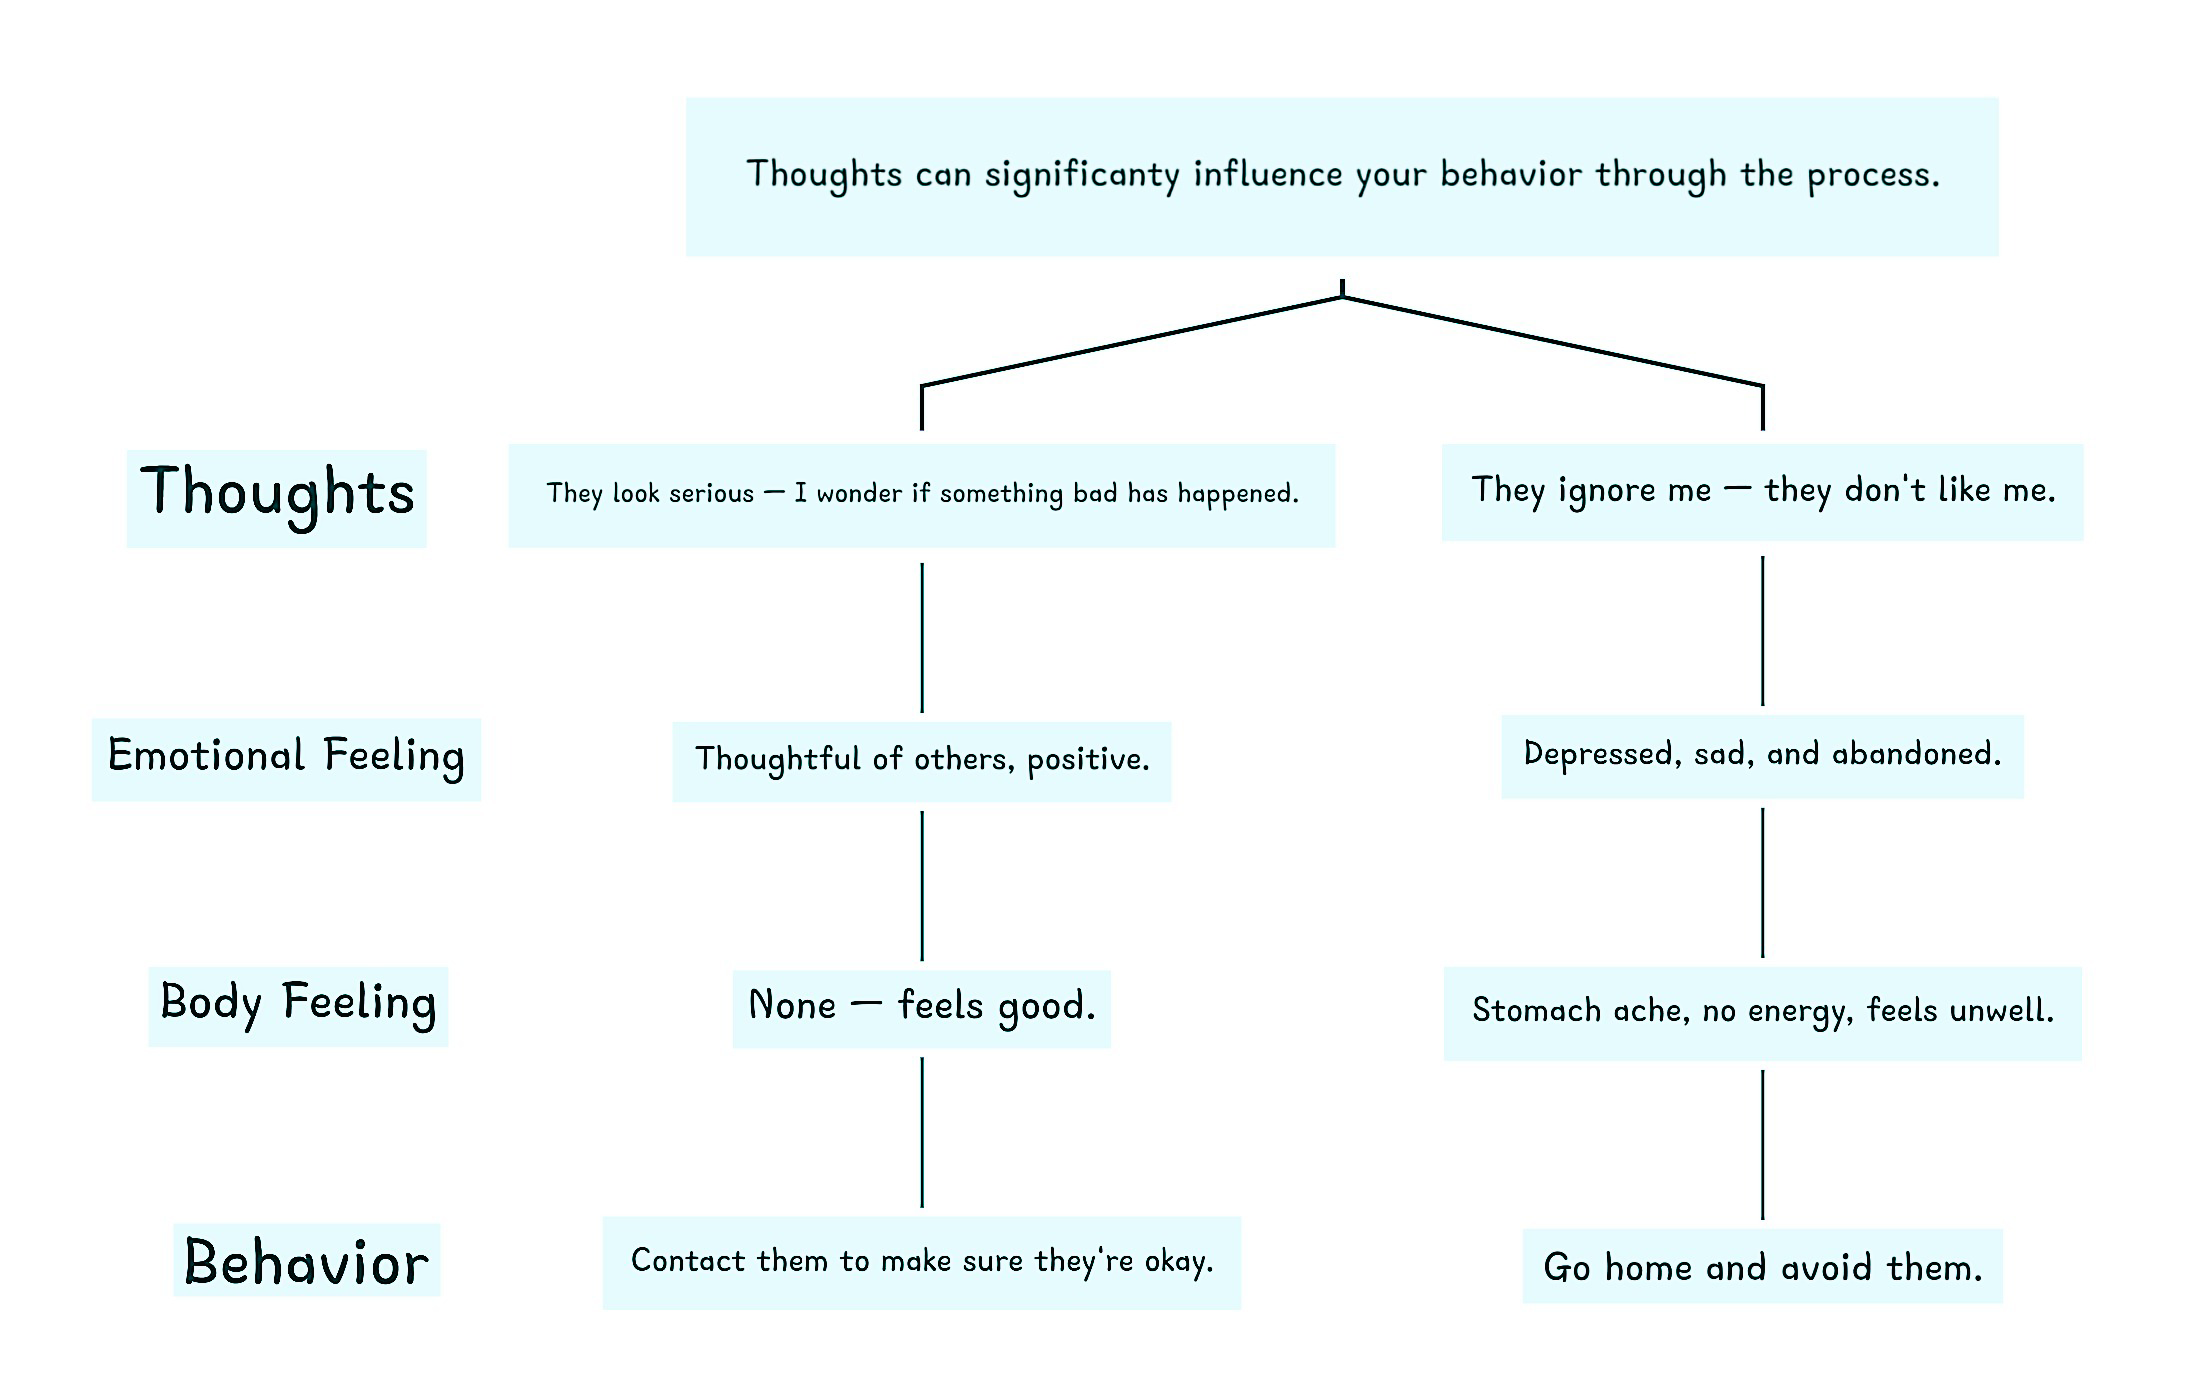 Thoughts can significanty influence your behavior through the process.
Thoughts
They look serious — I wonder if something bad has happened.
They ignore me — they don't like me.
Emotional Feeling
Thoughtful of others, positive.
Depressed, sad, and abandoned.
Body Feeling
None — feels good.
Stomach ache, no energy, feels unwell.
Behavior
Contact them to make sure they're okay.
Go home and avoid them.